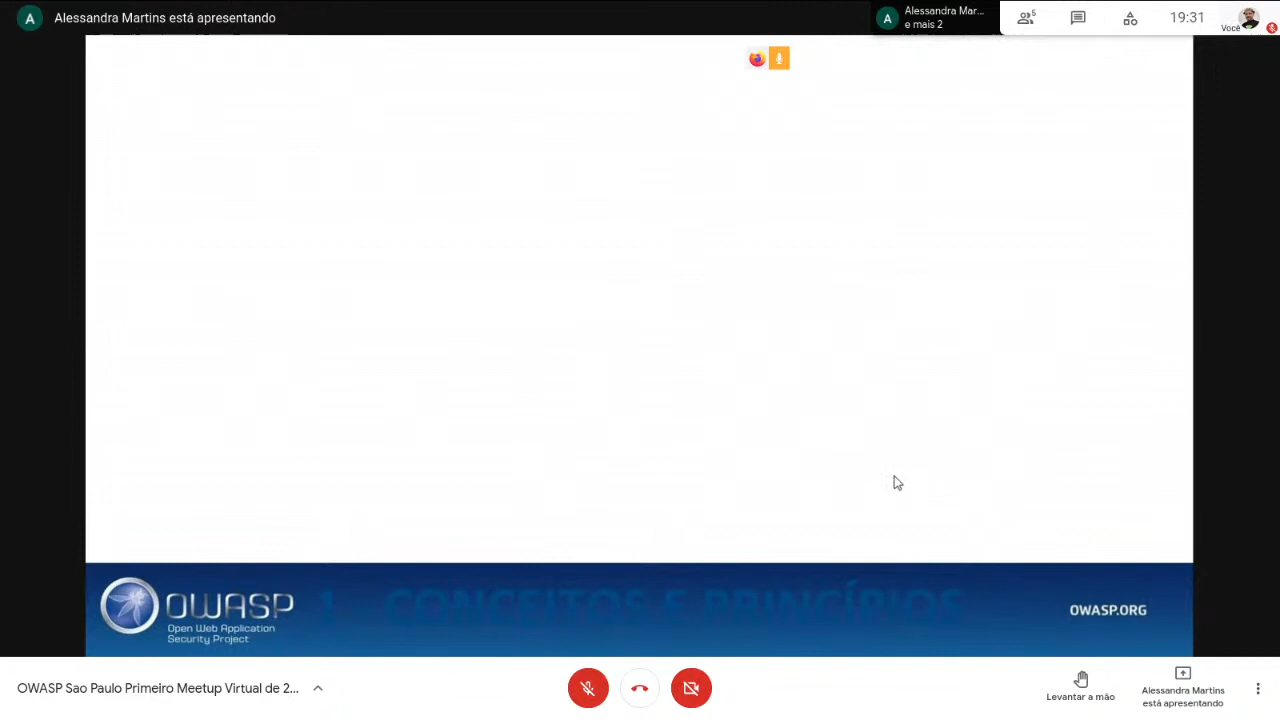 A
Alessandra Martins está apresentando
A
Alessandra Mar...
e mais 2
5
19:31
Você
OWASP
Open Web Application
Security Project
1 - CONCEITOS E PRINCÍPIOS
OWASP.ORG
OWASP Sao Paulo Primeiro Meetup Virtual de 2...
Levantar a mão
Alessandra Martins
está apresentando